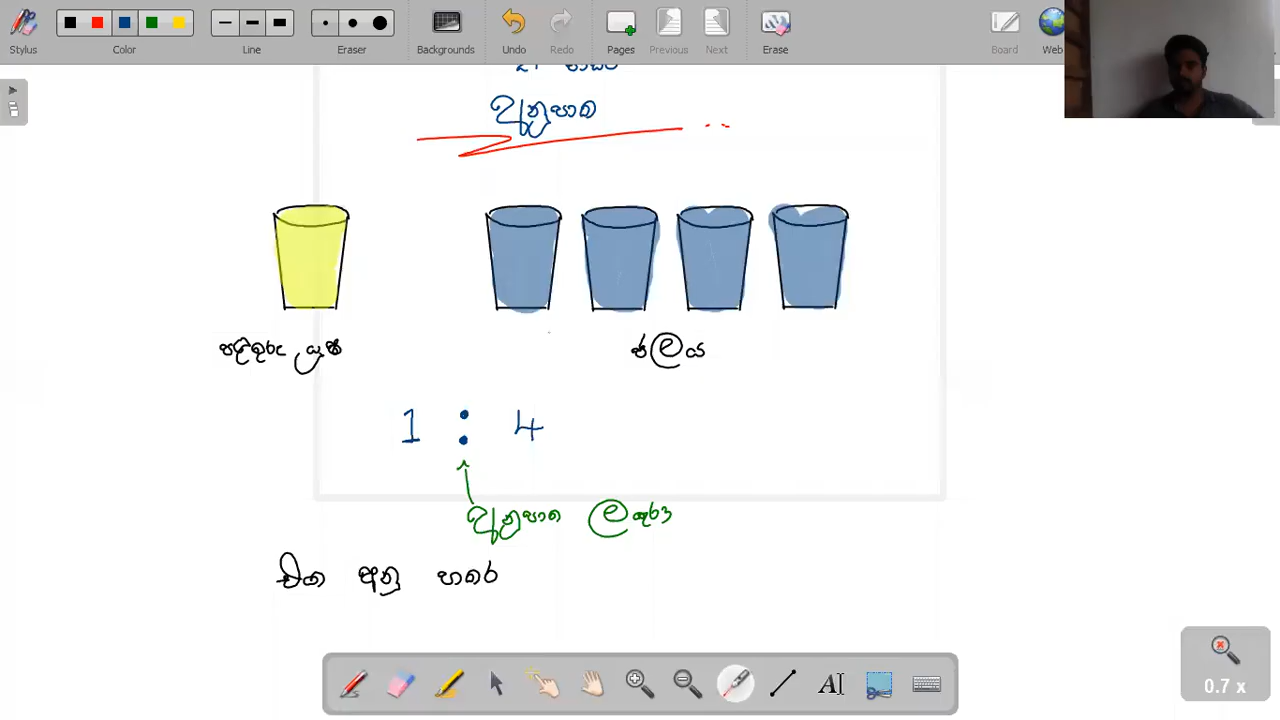 Stylus
Color
Line
Eraser
Backgrounds
Undo
Redo
Pages
Previous
Next
Erase
Board
Web
අනුපාත
ජලය
1 : 4
අනුපාත ලකුණ
එක අනු හතර
0.7 x